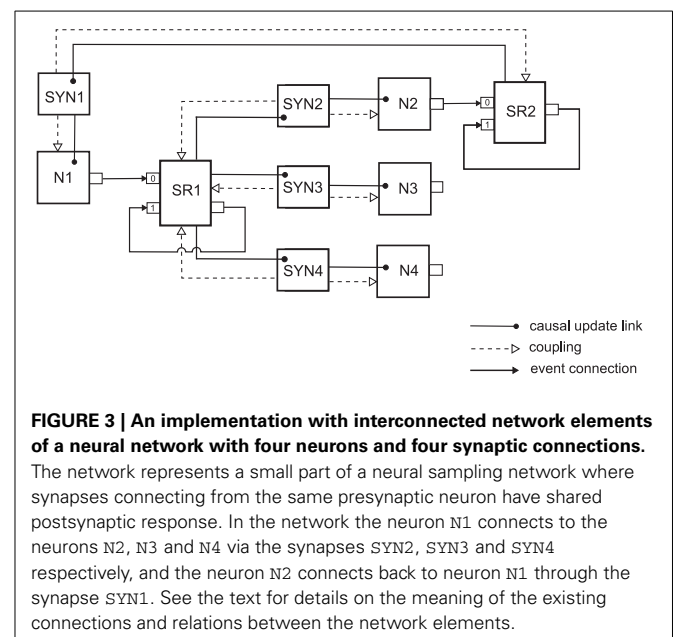 SYN1
SYN2
N2
0
1
SR2
N1
0
1
SR1
SYN3
N3
SYN4
N4
causal update link
coupling
event connection
FIGURE 3 | An implementation with interconnected network elements
of a neural network with four neurons and four synaptic connections.
The network represents a small part of a neural sampling network where
synapses connecting from the same presynaptic neuron have shared
postsynaptic response. In the network the neuron N1 connects to the
neurons N2, N3 and N4 via the synapses SYN2, SYN3 and SYN4
respectively, and the neuron N2 connects back to neuron N1 through the
synapse SYN1. See the text for details on the meaning of the existing
connections and relations between the network elements.